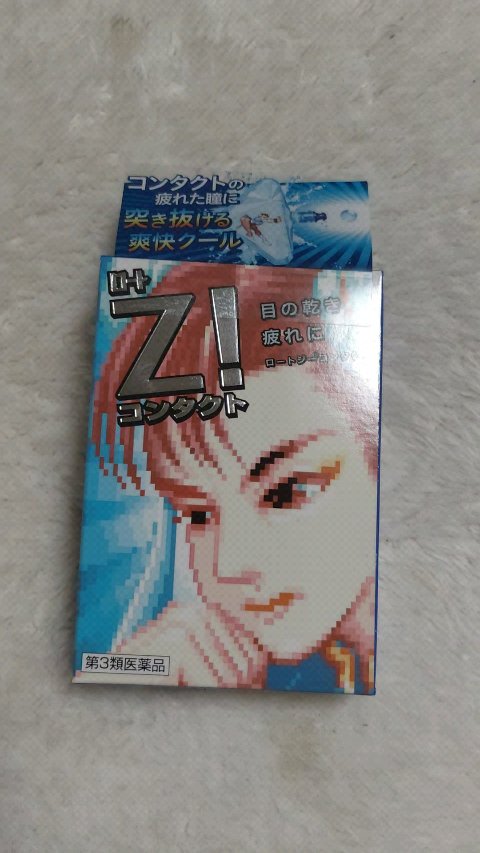 コンタクトの
疲れた瞳に
突き抜ける
爽快クール
ロート
Z!
コンタクト
目の乾き
疲れに
第3類医薬品